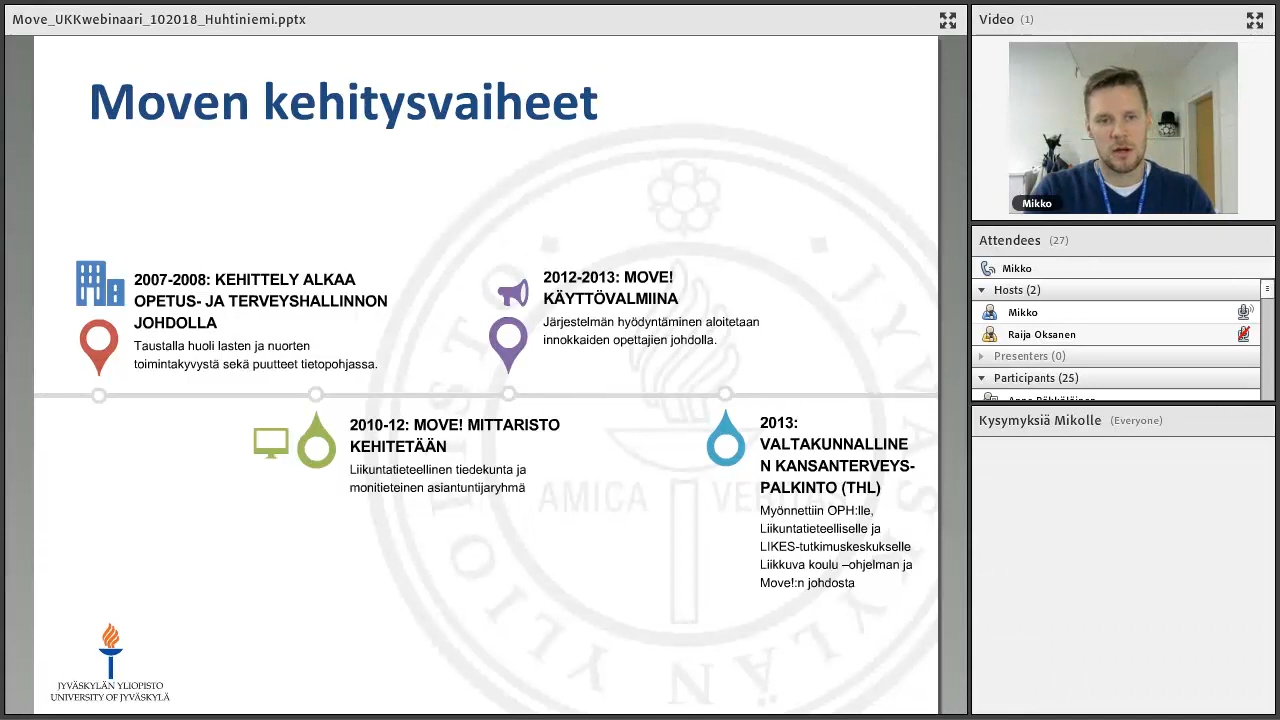 Move_UKKwebinaari_102018_Huhtiniemi.pptx
Moven kehitysvaiheet
2007-2008: KEHITTELY ALKAA
OPETUS- JA TERVEYSHALLINNON
JOHDOLLA
Taustalla huoli lasten ja nuorten
toimintakyvystä sekä puutteet tietopohjassa.
2012-2013: MOVE!
KÄYTTÖVALMIINA
Järjestelmän hyödyntäminen aloitetaan
innokkaiden opettajien johdolla.
2010-12: MOVE! MITTARISTO
KEHITETÄÄN
Liikuntatieteellinen tiedekunta ja
monitieteinen asiantuntijaryhmä
2013:
VALTAKUNNALLINE
N KANSANTERVEYS-
PALKINTO (THL)
Myönnettiin OPH:lle,
Liikuntatieteelliselle ja
LIKES-tutkimuskeskukselle
Liikkuva koulu –ohjelman ja
Move!:n johdosta
AMICA VERITAS
JYVÄSKYLÄN YLIOPISTO
UNIVERSITY OF JYVÄSKYLÄ
Video (1)
Mikko
Attendees (27)
Mikko
Hosts (2)
Mikko
Raija Oksanen
Presenters (0)
Participants (25)
Kysymyksiä Mikolle (Everyone)